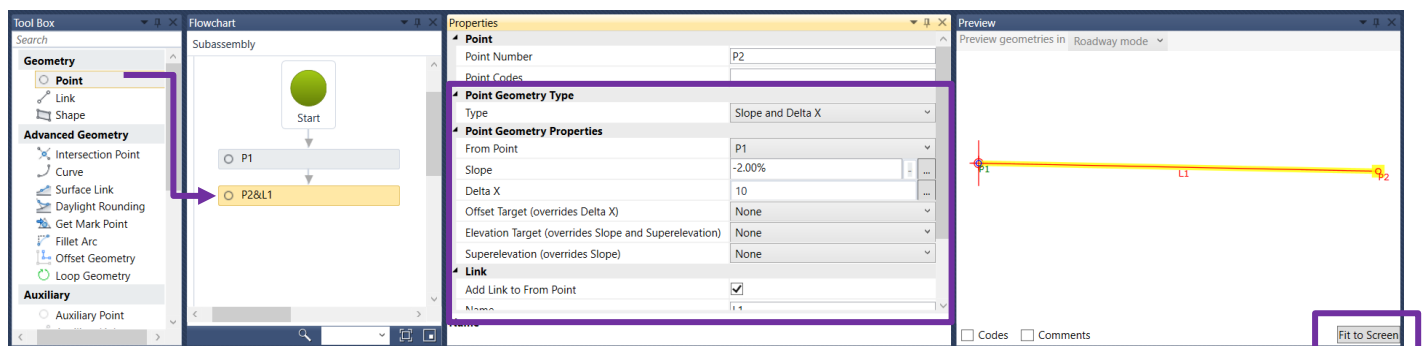 Tool Box
Search
Geometry
Point
Link
Shape
Advanced Geometry
Intersection Point
Curve
Surface Link
Daylight Rounding
Get Mark Point
Fillet Arc
Offset Geometry
Loop Geometry
Auxiliary
Auxiliary Point
Flowchart
Subassembly
Start
P1
P2&L1
Properties
Point
Point Number P2
Point Codes
Point Geometry Type
Type Slope and Delta X
Point Geometry Properties
From Point P1
Slope -2.00% - ...
Delta X 10 ...
Offset Target (overrides Delta X) None
Elevation Target (overrides Slope and Superelevation) None
Superelevation (overrides Slope) None
Link
Add Link to From Point
Name L1
Name
Preview
Preview geometries in Roadway mode
P1
L1
P2
Codes Comments Fit to Screen